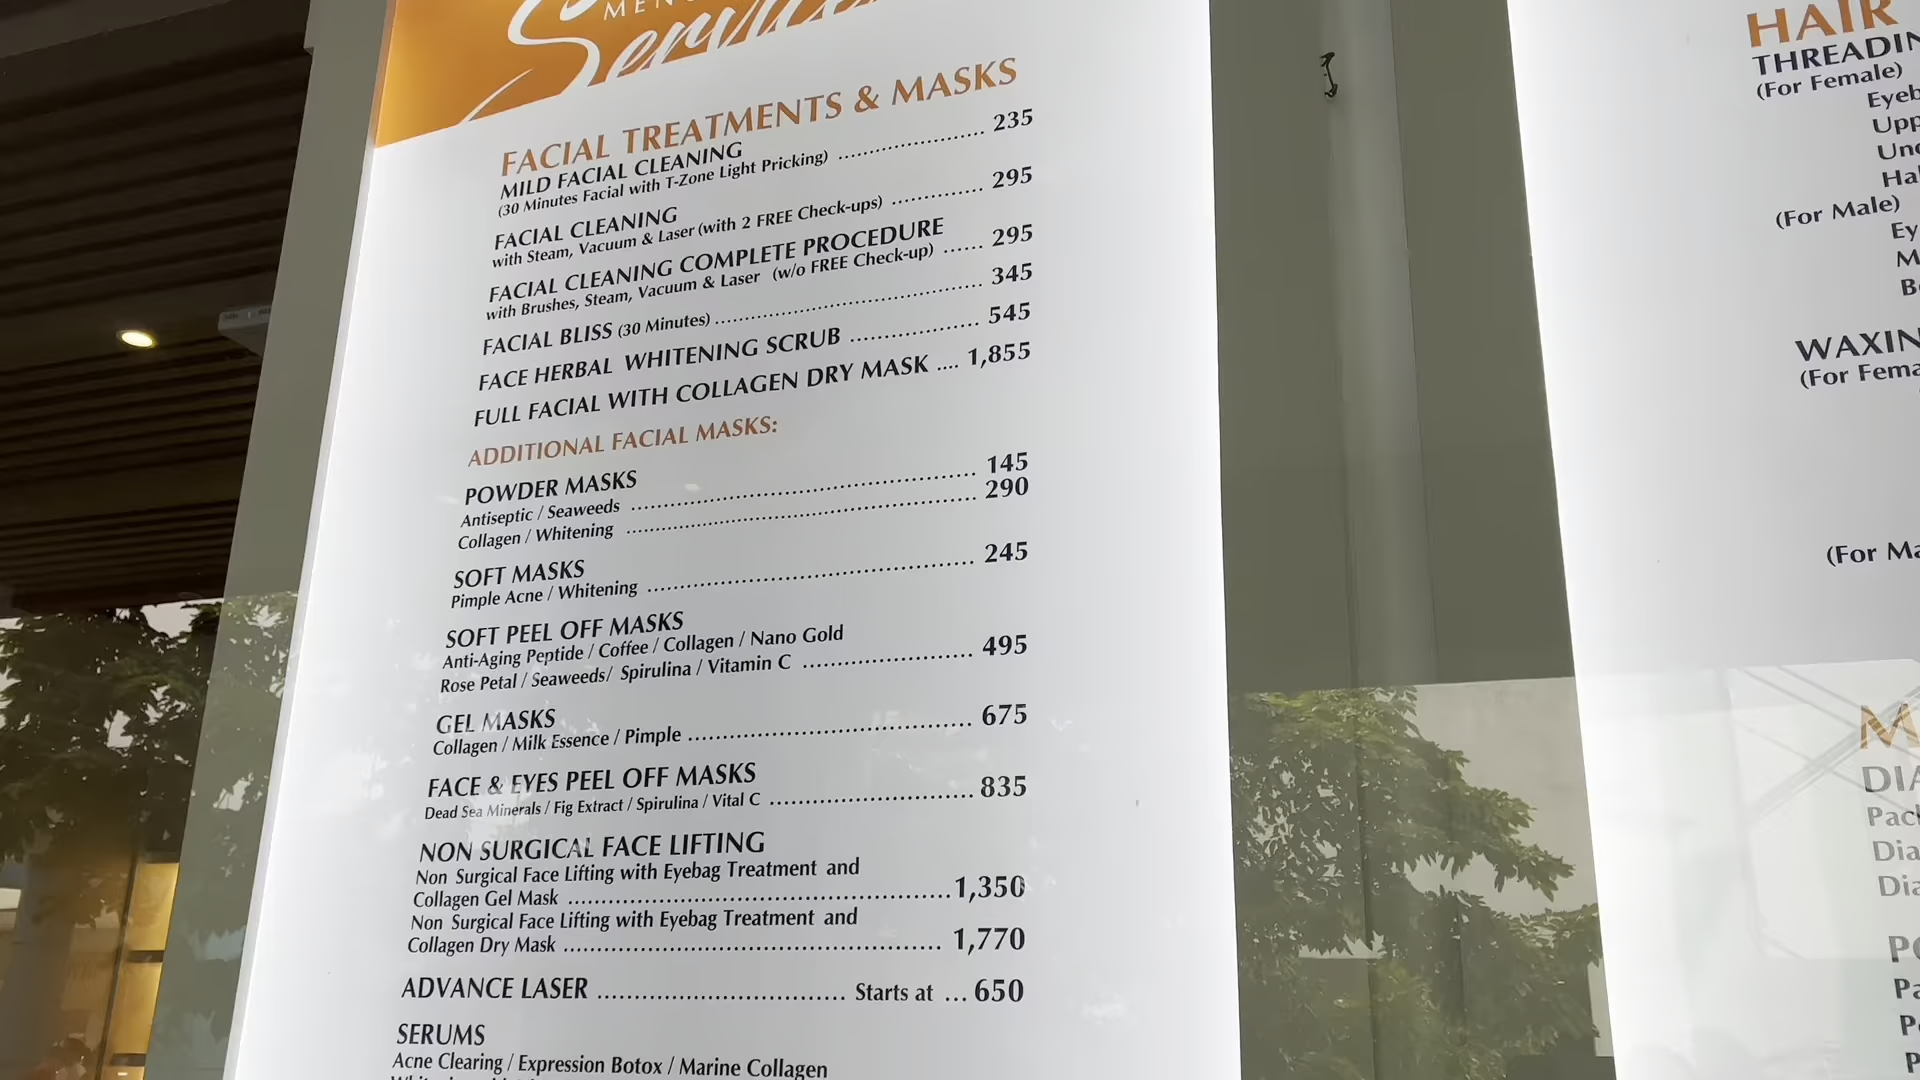 FACIAL TREATMENTS & MASKS
MILD FACIAL CLEANING
(30 Minutes Facial with T-Zone Light Pricking) ........................ 235
FACIAL CLEANING
with Steam, Vacuum & Laser (with 2 FREE Check-ups) ............... 295
FACIAL CLEANING COMPLETE PROCEDURE
with Brushes, Steam, Vacuum & Laser (w/o FREE Check-up) ...... 295
FACIAL BLISS (30 Minutes) ............................................ 345
FACE HERBAL WHITENING SCRUB .................... 545
FULL FACIAL WITH COLLAGEN DRY MASK .... 1,855
ADDITIONAL FACIAL MASKS:
POWDER MASKS
Antiseptic / Seaweeds ........................................................ 145
Collagen / Whitening ........................................................ 290
SOFT MASKS
Pimple Acne / Whitening .................................................... 245
SOFT PEEL OFF MASKS
Anti-Aging Peptide / Coffee / Collagen / Nano Gold
Rose Petal / Seaweeds/ Spirulina / Vitamin C ........................... 495
GEL MASKS
Collagen / Milk Essence / Pimple ............................................. 675
FACE & EYES PEEL OFF MASKS
Dead Sea Minerals / Fig Extract / Spirulina / Vital C ................................ 835
NON SURGICAL FACE LIFTING
Non Surgical Face Lifting with Eyebag Treatment and
Collagen Gel Mask ............................................................. 1,350
Non Surgical Face Lifting with Eyebag Treatment and
Collagen Dry Mask ............................................................. 1,770
ADVANCE LASER ........................................ Starts at ... 650
SERUMS
Acne Clearing / Expression Botox / Marine Collagen
HAIR
(For Female)
(For Male)